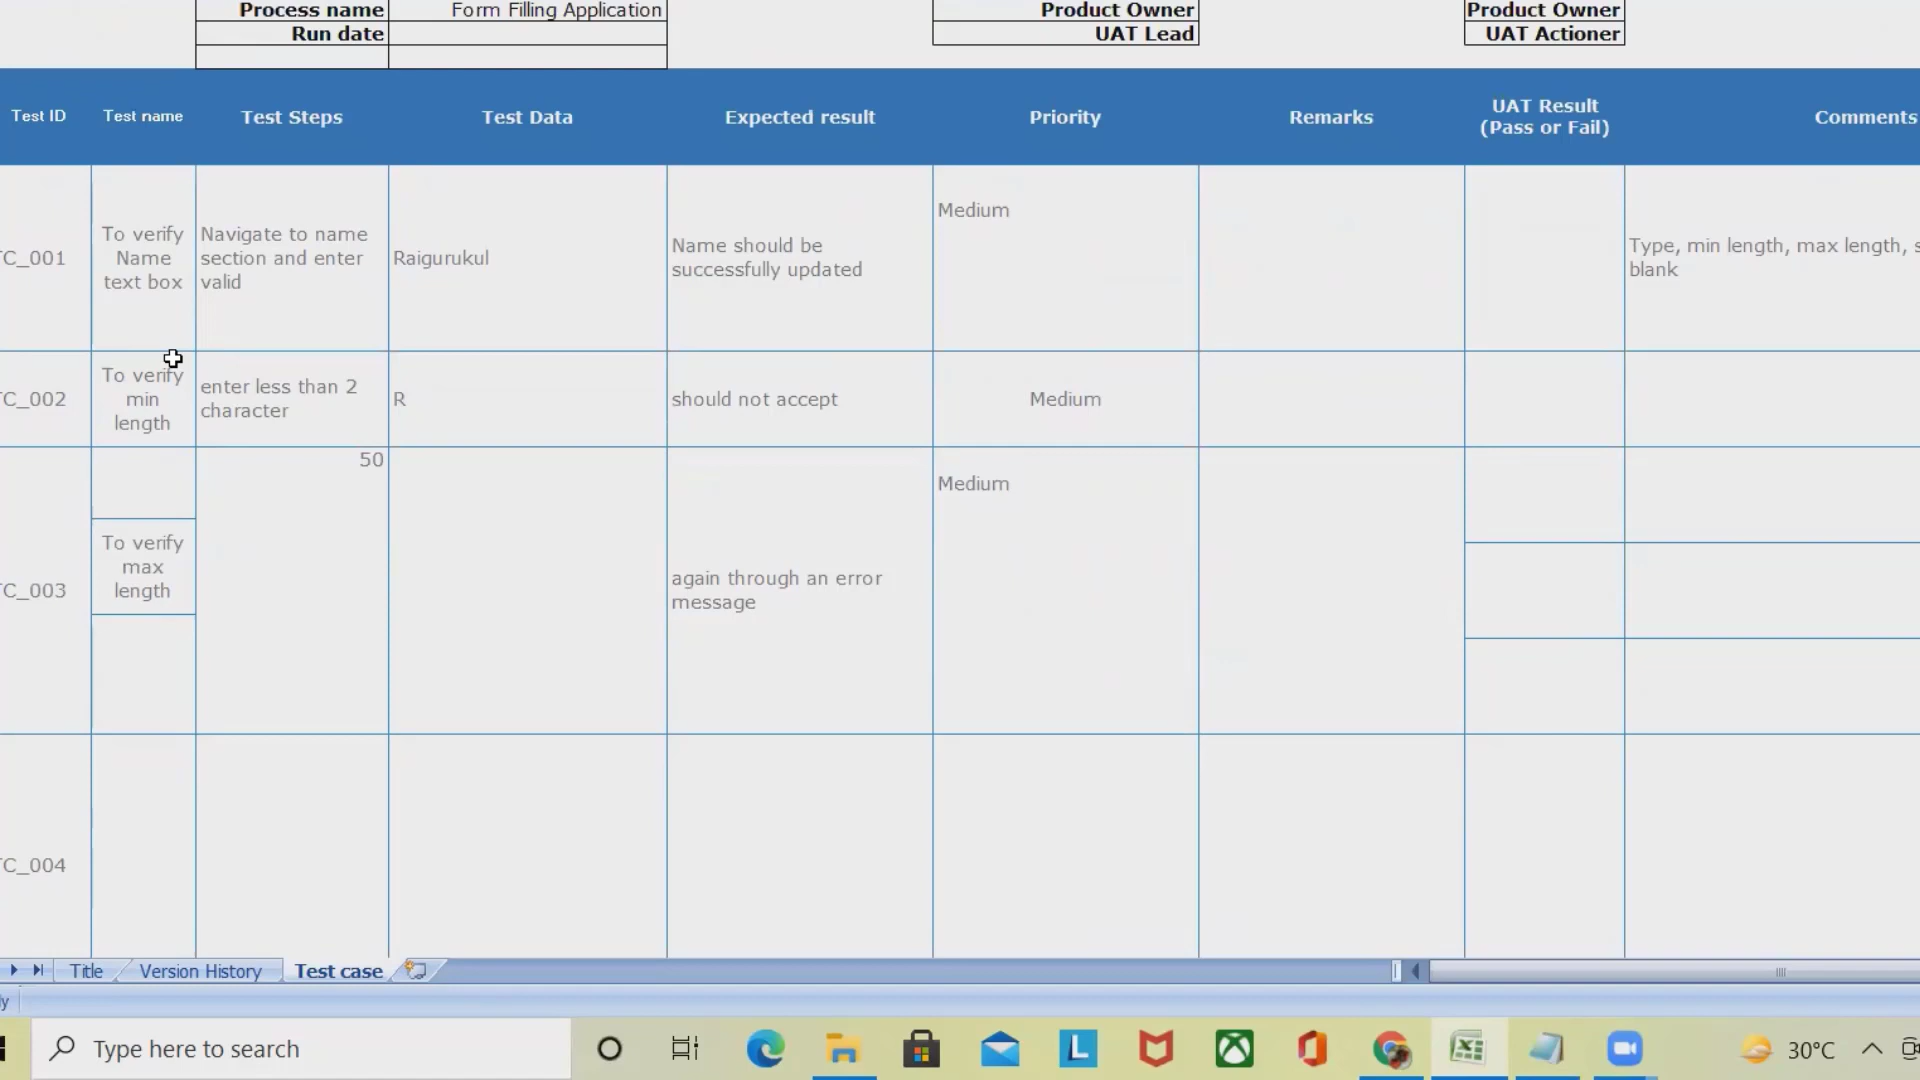 Process name Form Filling Application Product Owner Product Owner
Run date UAT Lead UAT Actioner
Test ID Test name Test Steps Test Data Expected result Priority Remarks UAT Result Comments
(Pass or Fail)
Medium
To verify Navigate to name
Name should be Type, min length, max length, s
TC_001 Name section and enter Raigurukul
successfully updated blank
text box valid
To verify
enter less than 2
TC_002 min R should not accept Medium
character
length
50
Medium
To verify
max
again through an error
TC_003 length
message
TC_004
Title Version History Test case
Type here to search
30°C